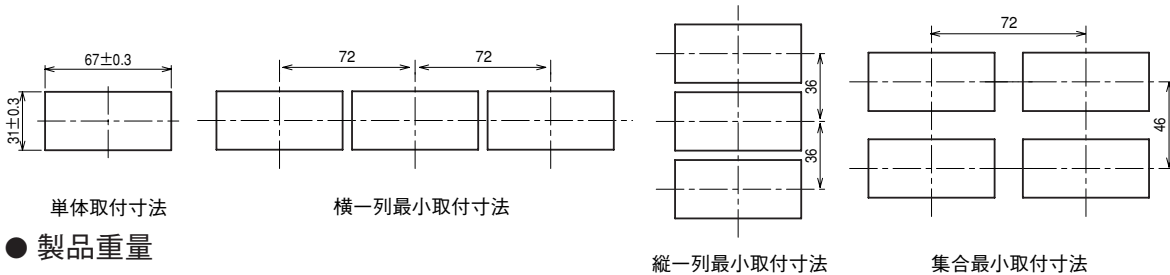 67±0.3
31±0.3
単体取付寸法
72
72
横一列最小取付寸法
36
36
縦一列最小取付寸法
72
46
集合最小取付寸法
● 製品重量